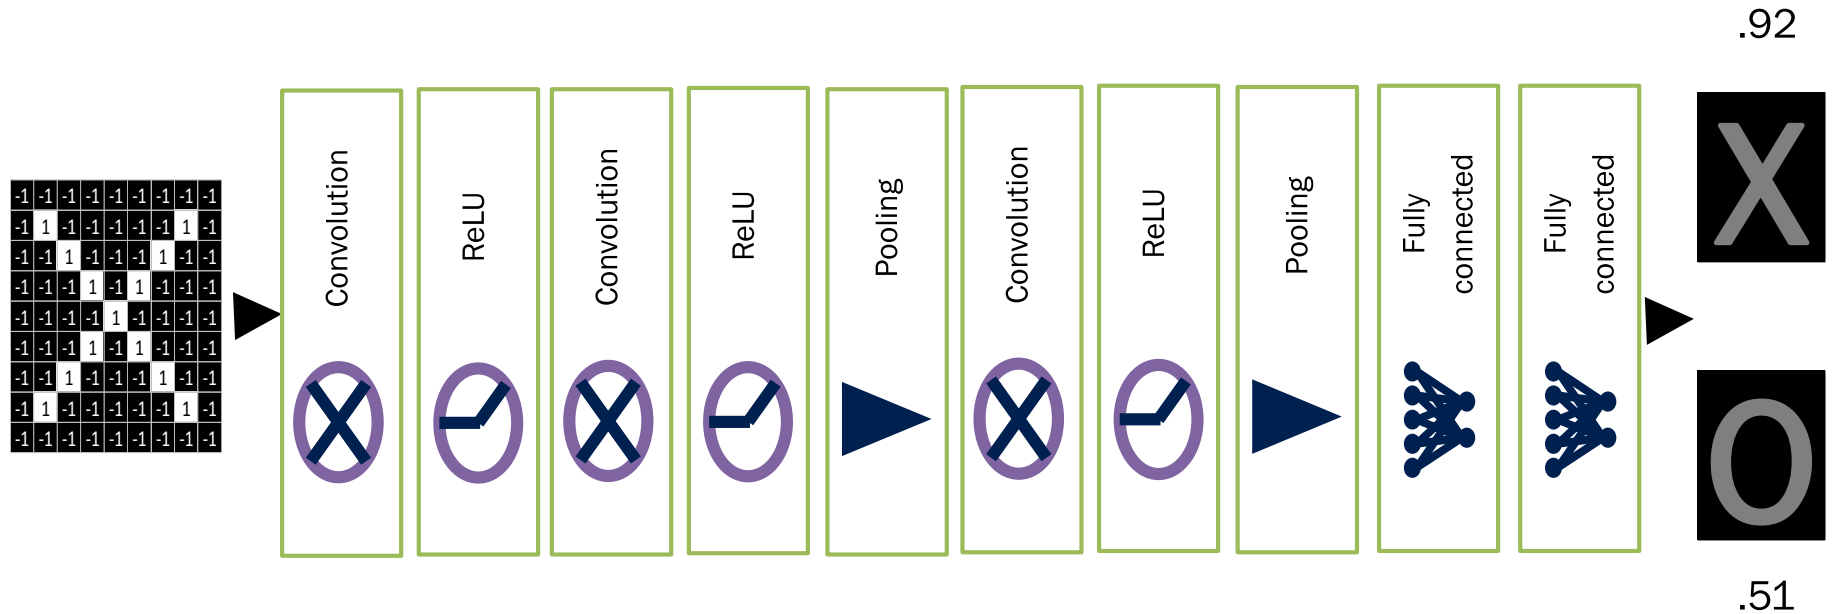 .92
-1 -1 -1 -1 -1 -1 -1 -1 -1
-1 1 -1 -1 -1 -1 -1 1 -1
-1 -1 1 -1 -1 -1 1 -1 -1
-1 -1 -1 1 -1 1 -1 -1 -1
-1 -1 -1 -1 1 -1 -1 -1 -1
-1 -1 -1 1 -1 1 -1 -1 -1
-1 -1 1 -1 -1 -1 1 -1 -1
-1 1 -1 -1 -1 -1 -1 1 -1
-1 -1 -1 -1 -1 -1 -1 -1 -1
Convolution
ReLU
Convolution
ReLU
Pooling
Convolution
ReLU
Pooling
Fully
connected
Fully
connected
X
O
.51